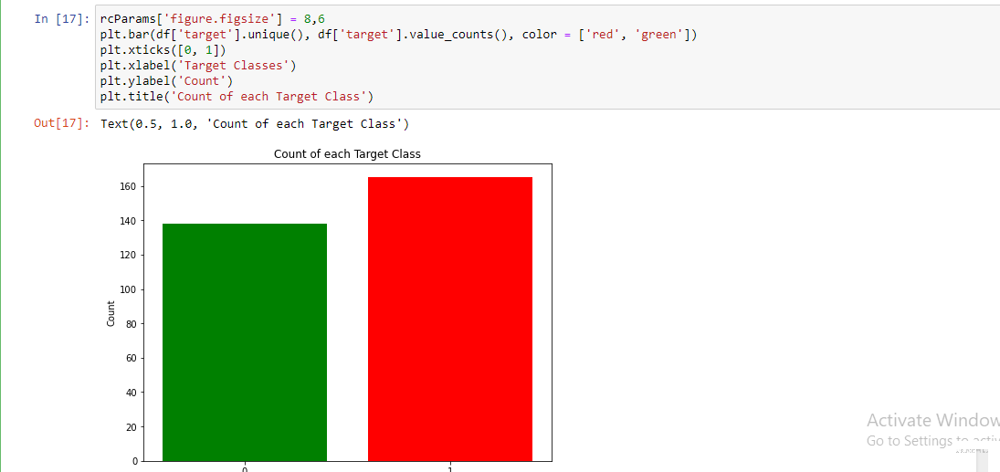 In [17]: rcParams['figure.figsize'] = 8,6
plt.bar(df['target'].unique(), df['target'].value_counts(), color = ['red', 'green'])
plt.xticks([0, 1])
plt.xlabel('Target Classes')
plt.ylabel('Count')
plt.title('Count of each Target Class')
Out[17]: Text(0.5, 1.0, 'Count of each Target Class')
Count of each Target Class
160
140
120
100
80
60
40
20
0
Count
0 1
Activate Window
Go to Settings to activ